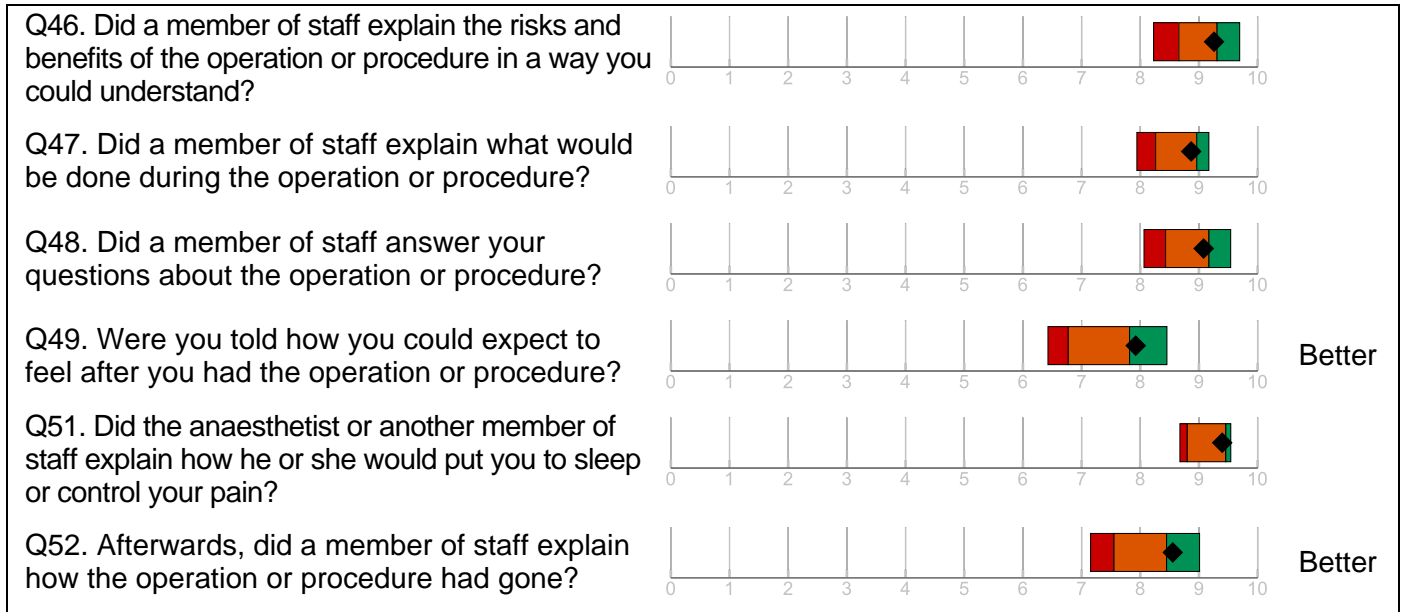 Q46. Did a member of staff explain the risks and
benefits of the operation or procedure in a way you
could understand?
0 1 2 3 4 5 6 7 8 9 10
Q47. Did a member of staff explain what would
be done during the operation or procedure?
0 1 2 3 4 5 6 7 8 9 10
Q48. Did a member of staff answer your
questions about the operation or procedure?
0 1 2 3 4 5 6 7 8 9 10
Q49. Were you told how you could expect to
feel after you had the operation or procedure?
0 1 2 3 4 5 6 7 8 9 10
Better
Q51. Did the anaesthetist or another member of
staff explain how he or she would put you to sleep
or control your pain?
0 1 2 3 4 5 6 7 8 9 10
Q52. Afterwards, did a member of staff explain
how the operation or procedure had gone?
0 1 2 3 4 5 6 7 8 9 10
Better